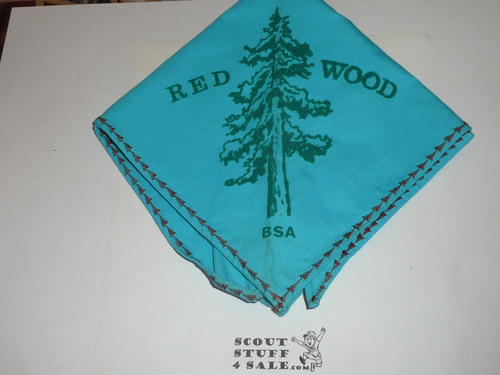 RED WOOD
BSA
SCOUT
STUFF
4 SALE.com